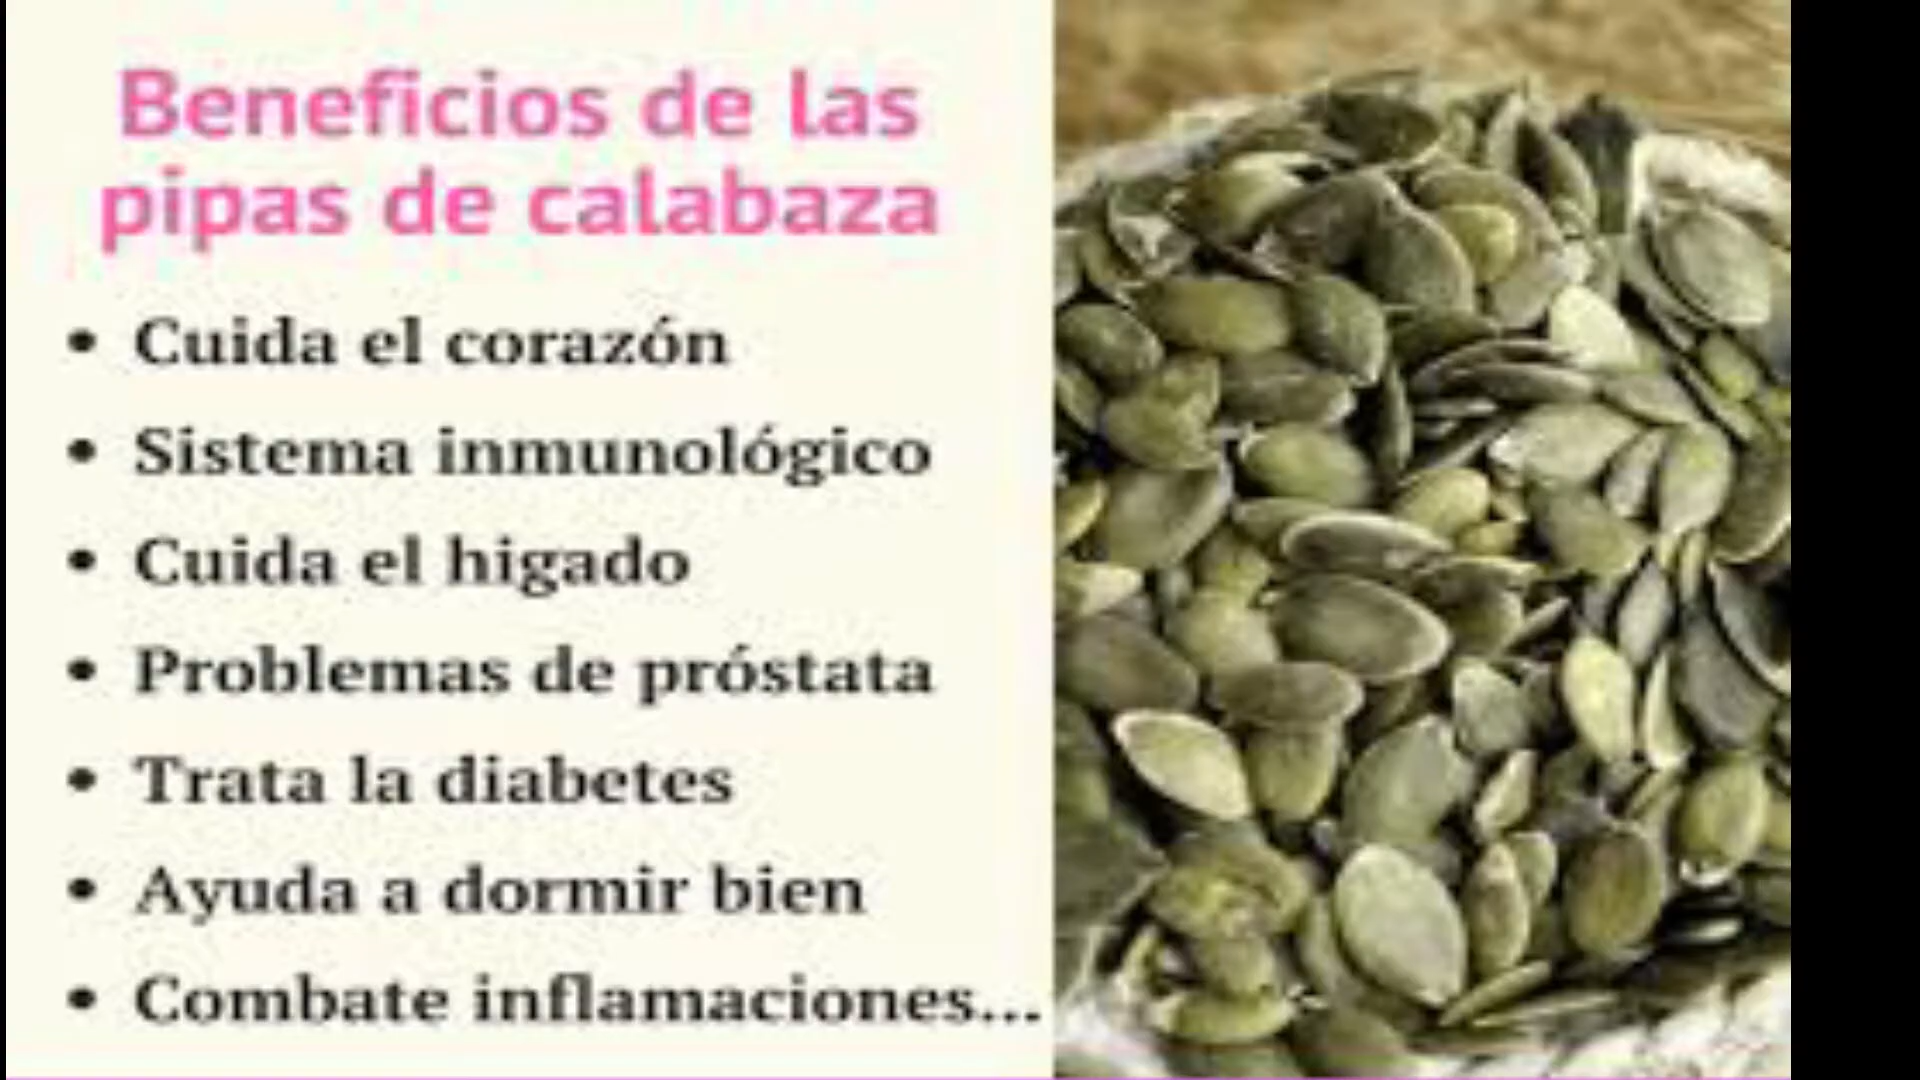 Beneficios de las
pipas de calabaza
• Cuida el corazón
• Sistema inmunológico
• Cuida el higado
• Problemas de próstata
• Trata la diabetes
• Ayuda a dormir bien
• Combate inflamaciones...